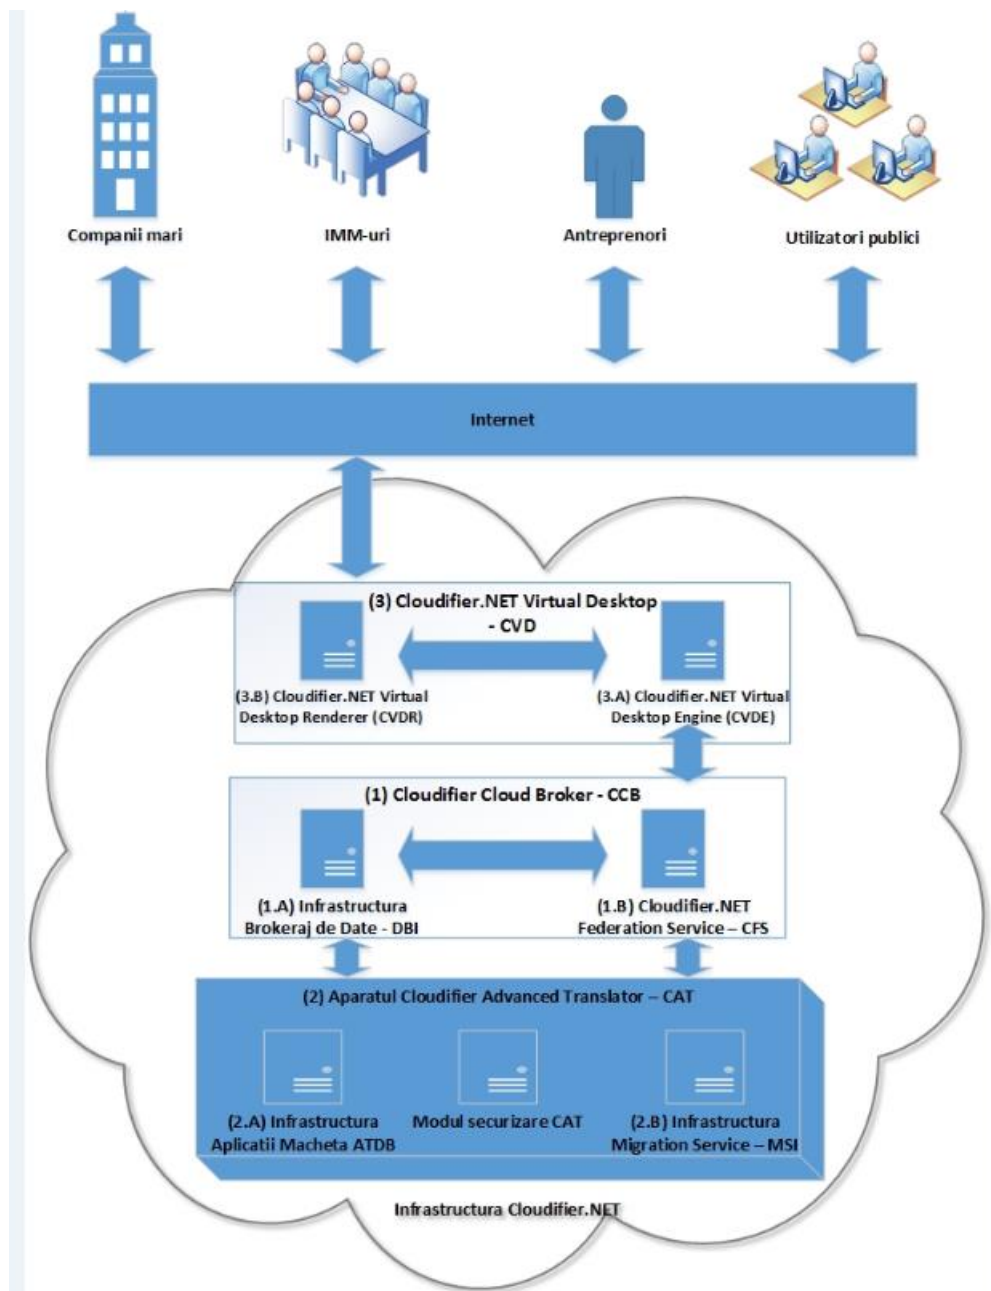 Companii mari
IMM-uri
Antreprenori
Utilizatori publici
Internet
(3) Cloudifier.NET Virtual Desktop
- CVD
(3.B) Cloudifier.NET Virtual
Desktop Renderer (CVDR)
(3.A) Cloudifier.NET Virtual
Desktop Engine (CVDE)
(1) Cloudifier Cloud Broker - CCB
(1.A) Infrastructura
Brokeraj de Date - DBI
(1.B) Cloudifier.NET
Federation Service – CFS
(2) Aparatul Cloudifier Advanced Translator – CAT
(2.A) Infrastructura
Aplicatii Macheta ATDB
Modul securizare CAT
(2.B) Infrastructura
Migration Service – MSI
Infrastructura Cloudifier.NET